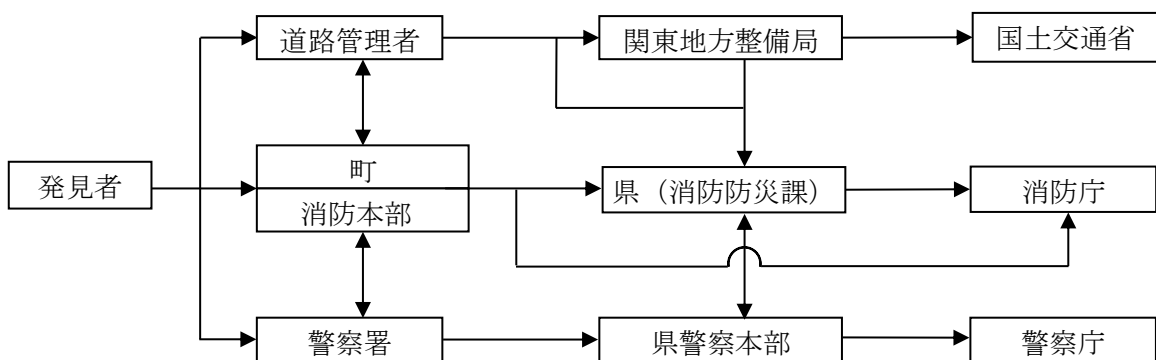 道路管理者
関東地方整備局
国土交通省
発見者
町
消防本部
県（消防防災課）
消防庁
警察署
県警察本部
警察庁